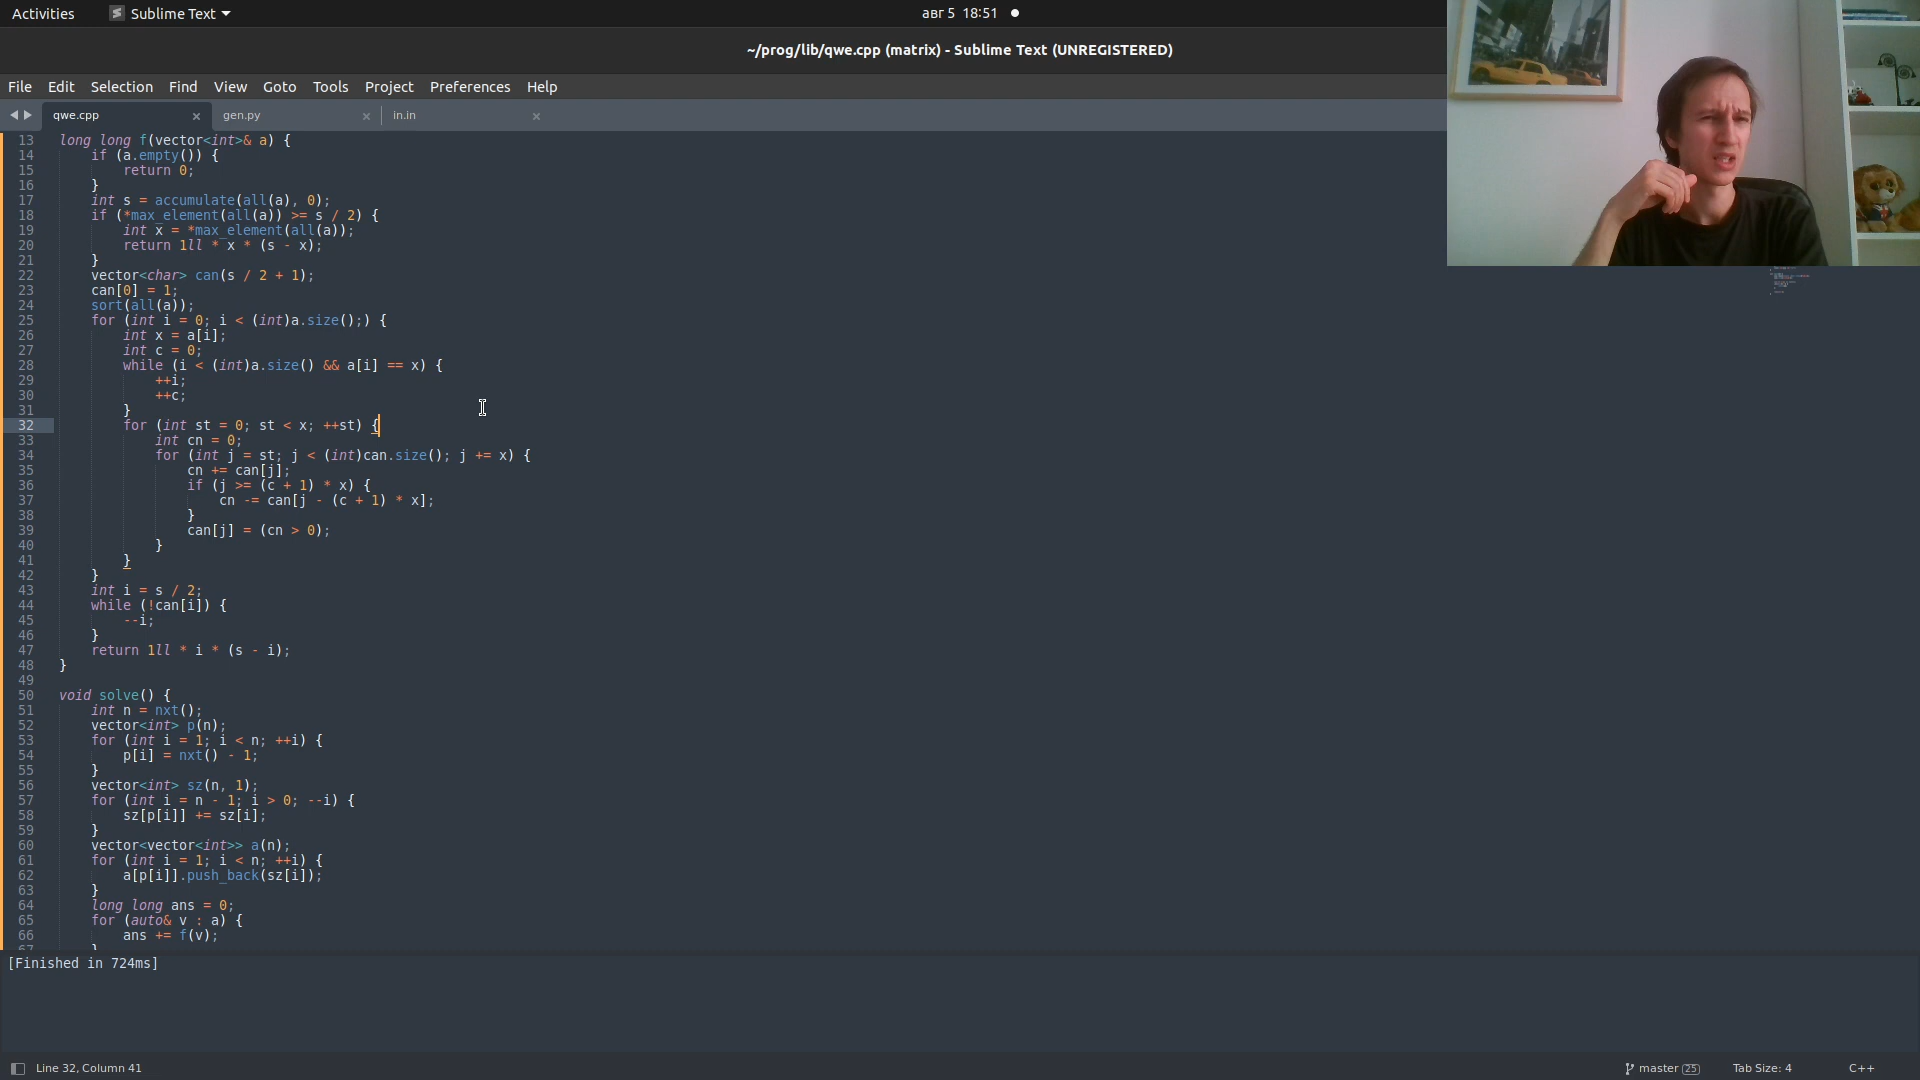 Activities
Sublime Text
авг 5 18:51
~/prog/lib/qwe.cpp (matrix) - Sublime Text (UNREGISTERED)
File Edit Selection Find View Goto Tools Project Preferences Help
qwe.cpp
gen.py
in.in
13 long long f(vector<int>& a) {
14     if (a.empty()) {
15         return 0;
16     }
17     int s = accumulate(all(a), 0);
18     if (*max_element(all(a)) >= s / 2) {
19         int x = *max_element(all(a));
20         return 1ll * x * (s - x);
21     }
22     vector<char> can(s / 2 + 1);
23     can[0] = 1;
24     sort(all(a));
25     for (int i = 0; i < (int)a.size();) {
26         int x = a[i];
27         int c = 0;
28         while (i < (int)a.size() && a[i] == x) {
29             ++i;
30             ++c;
31         }
32         for (int st = 0; st < x; ++st) {
33             int cn = 0;
34             for (int j = st; j < (int)can.size(); j += x) {
35                 cn += can[j];
36                 if (j >= (c + 1) * x) {
37                     cn -= can[j - (c + 1) * x];
38                 }
39                 can[j] = (cn > 0);
40             }
41         }
42     }
43     int i = s / 2;
44     while (!can[i]) {
45         --i;
46     }
47     return 1ll * i * (s - i);
48 }
49
50 void solve() {
51     int n = nxt();
52     vector<int> p(n);
53     for (int i = 1; i < n; ++i) {
54         p[i] = nxt() - 1;
55     }
56     vector<int> sz(n, 1);
57     for (int i = n - 1; i > 0; --i) {
58         sz[p[i]] += sz[i];
59     }
60     vector<vector<int>> a(n);
61     for (int i = 1; i < n; ++i) {
62         a[p[i]].push_back(sz[i]);
63     }
64     long long ans = 0;
65     for (auto& v : a) {
66         ans += f(v);
67     }
[Finished in 724ms]
Line 32, Column 41
master 25
Tab Size: 4
C++